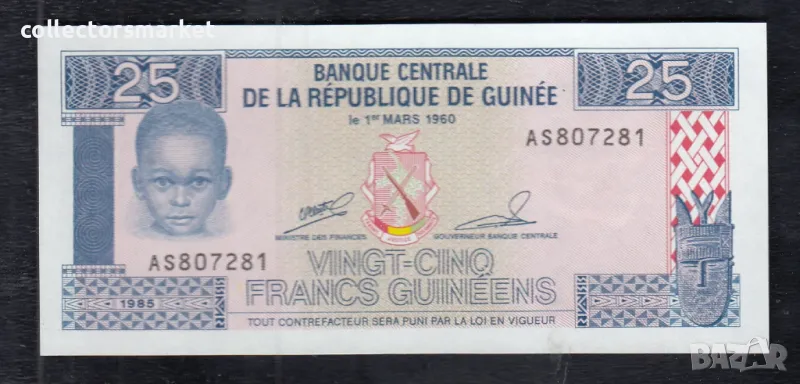 collectorsmarket
25
25
BANQUE CENTRALE
DE LA RÉPUBLIQUE DE GUINÉE
le 1er MARS 1960
AS807281
MINISTRE DES FINANCES
GOUVERNEUR BANQUE CENTRALE
AS807281
VINGT-CINQ
FRANCS GUINÉENS
1985
TOUT CONTREFACTEUR SERA PUNI PAR LA LOI EN VIGUEUR
BAZAR